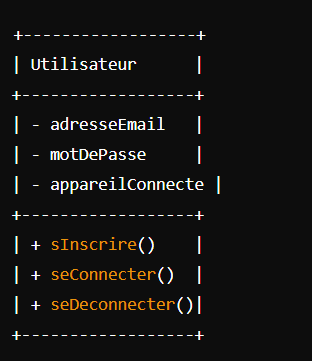 +------------------+
| Utilisateur      |
+------------------+
| - adresseEmail   |
| - motDePasse     |
| - appareilConnecte |
+------------------+
| + sInscrire()    |
| + seConnecter()  |
| + seDeconnecter()|
+------------------+